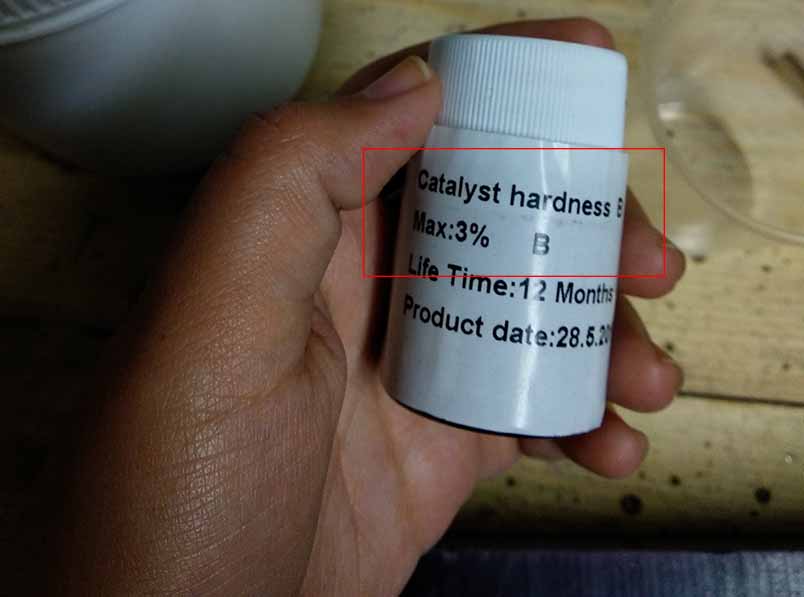 Catalyst hardness B
Max:3% B
Life Time:12 Months
Product date:28.5.20